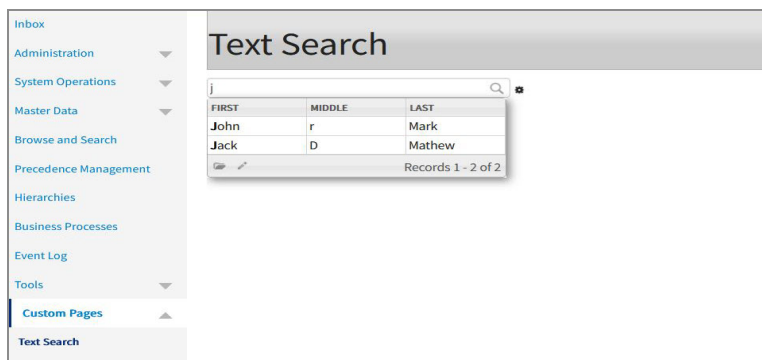 Inbox
Administration
System Operations
Master Data
Browse and Search
Precedence Management
Hierarchies
Business Processes
Event Log
Tools
Custom Pages
Text Search
Text Search
j
FIRST MIDDLE LAST
John r Mark
Jack D Mathew
Records 1 - 2 of 2